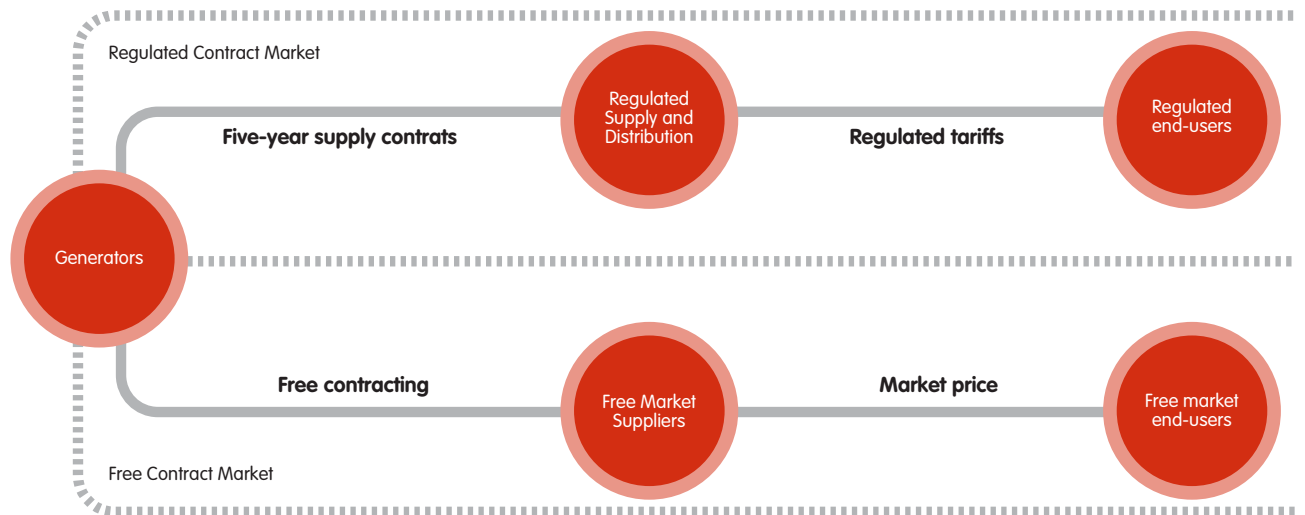 Regulated Contract Market
Regulated
Supply and
Distribution
Regulated
end-users
Five-year supply contrats
Regulated tariffs
Generators
Free contracting
Market price
Free Market
Suppliers
Free market
end-users
Free Contract Market